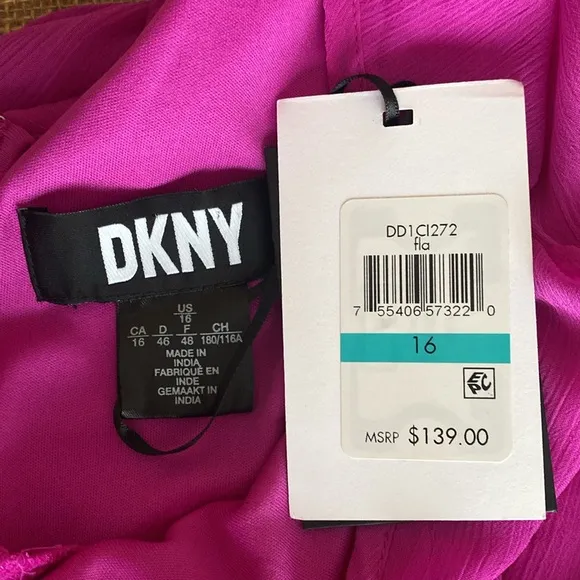 DKNY
US
16
CA D F CH
16 46 48 180/116A
MADE IN
INDIA
FABRIQUÉ EN
INDE
GEMAAKT IN
INDIA
DD1CI272
fla
7 55406 57322 0
16
EPC
MSRP $139.00